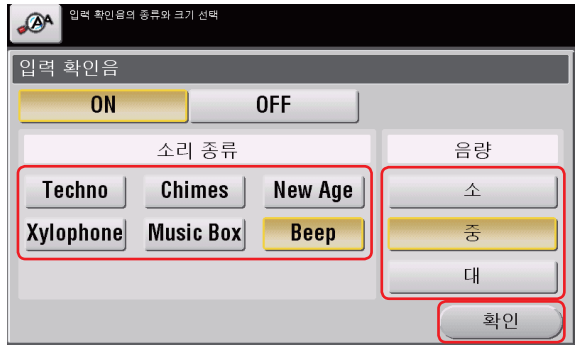 입력 확인음의 종류와 크기 선택
입력 확인음
ON OFF
소리 종류 음량
Techno Chimes New Age 소
Xylophone Music Box Beep 중
대
확인